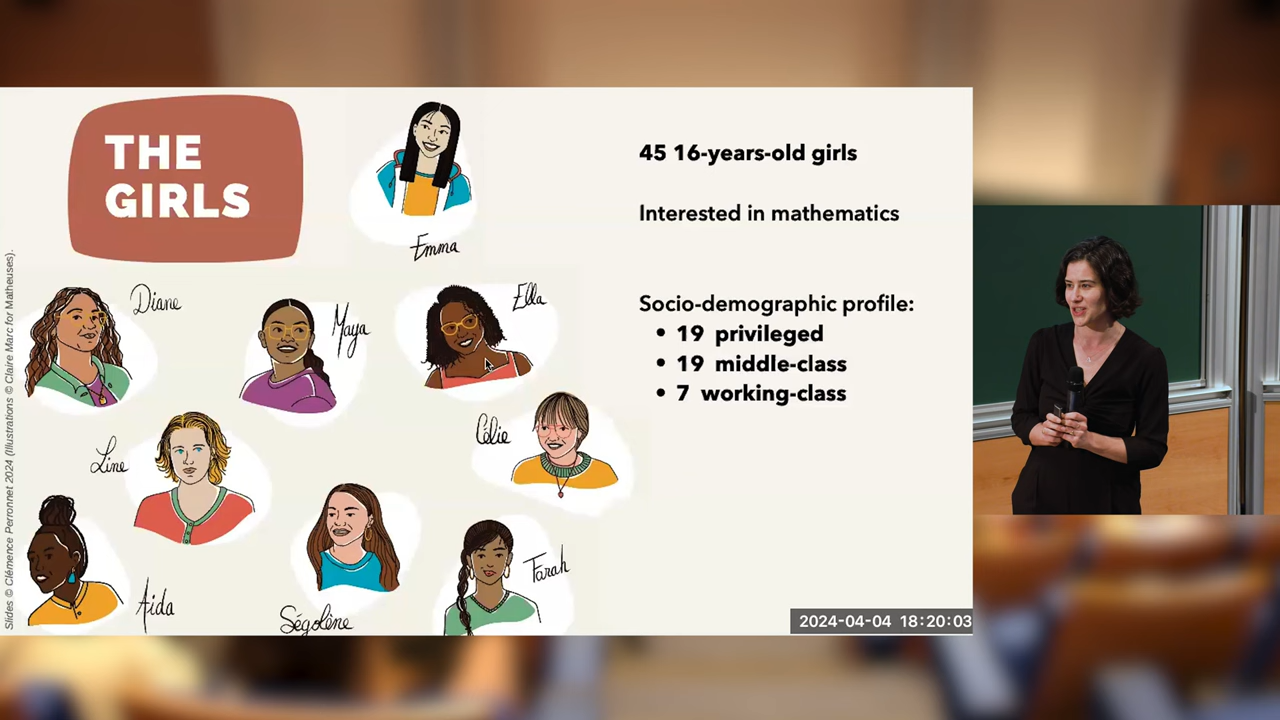 THE
GIRLS
Emma
Diane
Maya
Ella
Line
Célie
Aida
Ségolène
Farah
45 16-years-old girls
Interested in mathematics
Socio-demographic profile:
• 19 privileged
• 19 middle-class
• 7 working-class
Slides © Clémence Perronnet 2024 (Illustrations © Claire Marc for Matheuses).
2024-04-04 18:20:03